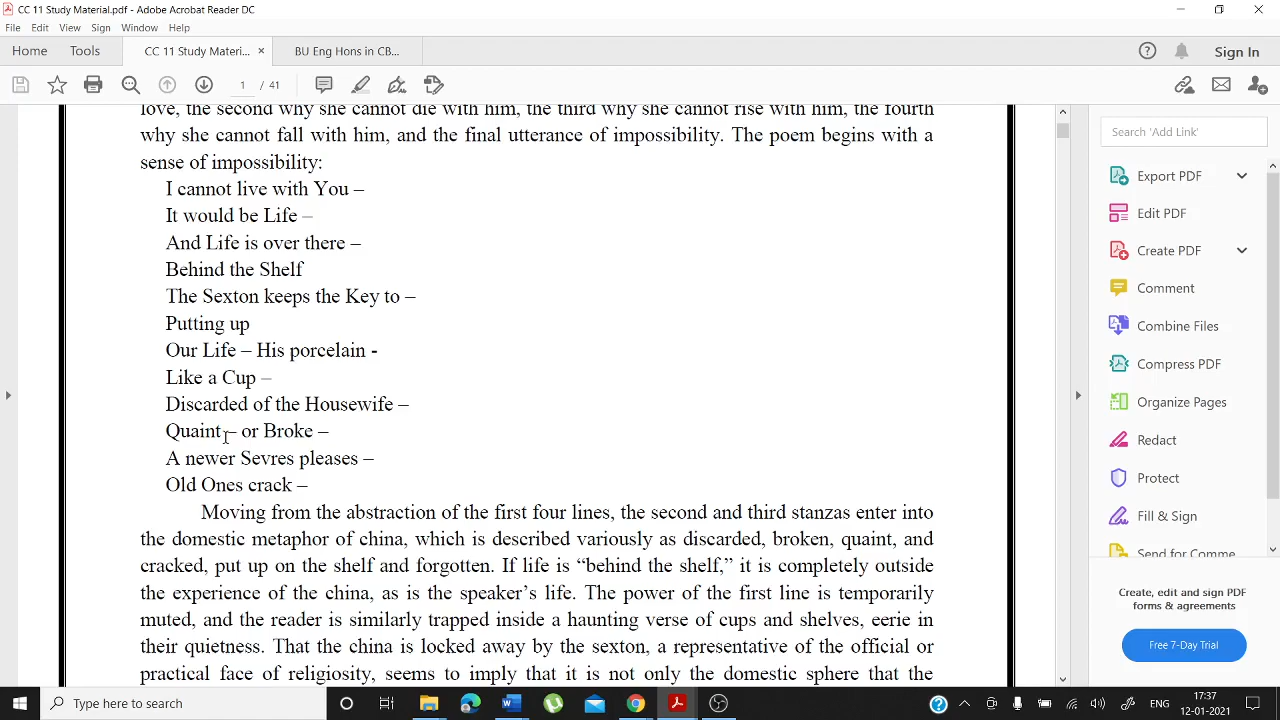 CC 11 Study Material.pdf - Adobe Acrobat Reader DC
File Edit View Sign Window Help
Home Tools CC 11 Study Materi... × BU Eng Hons in CB... Sign In
1 / 41
love, the second why she cannot die with him, the third why she cannot rise with him, the fourth
why she cannot fall with him, and the final utterance of impossibility. The poem begins with a
sense of impossibility:
I cannot live with You –
It would be Life –
And Life is over there –
Behind the Shelf
The Sexton keeps the Key to –
Putting up
Our Life – His porcelain -
Like a Cup –
Discarded of the Housewife –
Quaint – or Broke –
A newer Sevres pleases –
Old Ones crack –
Moving from the abstraction of the first four lines, the second and third stanzas enter into
the domestic metaphor of china, which is described variously as discarded, broken, quaint, and
cracked, put up on the shelf and forgotten. If life is “behind the shelf,” it is completely outside
the experience of the china, as is the speaker’s life. The power of the first line is temporarily
muted, and the reader is similarly trapped inside a haunting verse of cups and shelves, eerie in
their quietness. That the china is locked away by the sexton, a representative of the official or
practical face of religiosity, seems to imply that it is not only the domestic sphere that the
Search 'Add Link'
Export PDF
Edit PDF
Create PDF
Comment
Combine Files
Compress PDF
Organize Pages
Redact
Protect
Fill & Sign
Send for Comme
Create, edit and sign PDF
forms & agreements
Free 7-Day Trial
Type here to search
ENG
17:37
12-01-2021